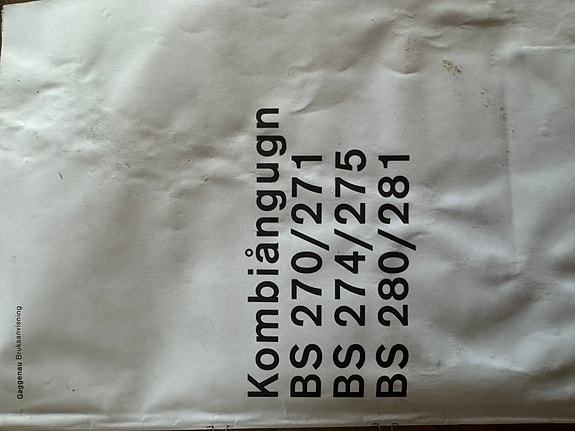 Gaggenau Bruksanvisning
Kombiångugn
BS 270/271
BS 274/275
BS 280/281